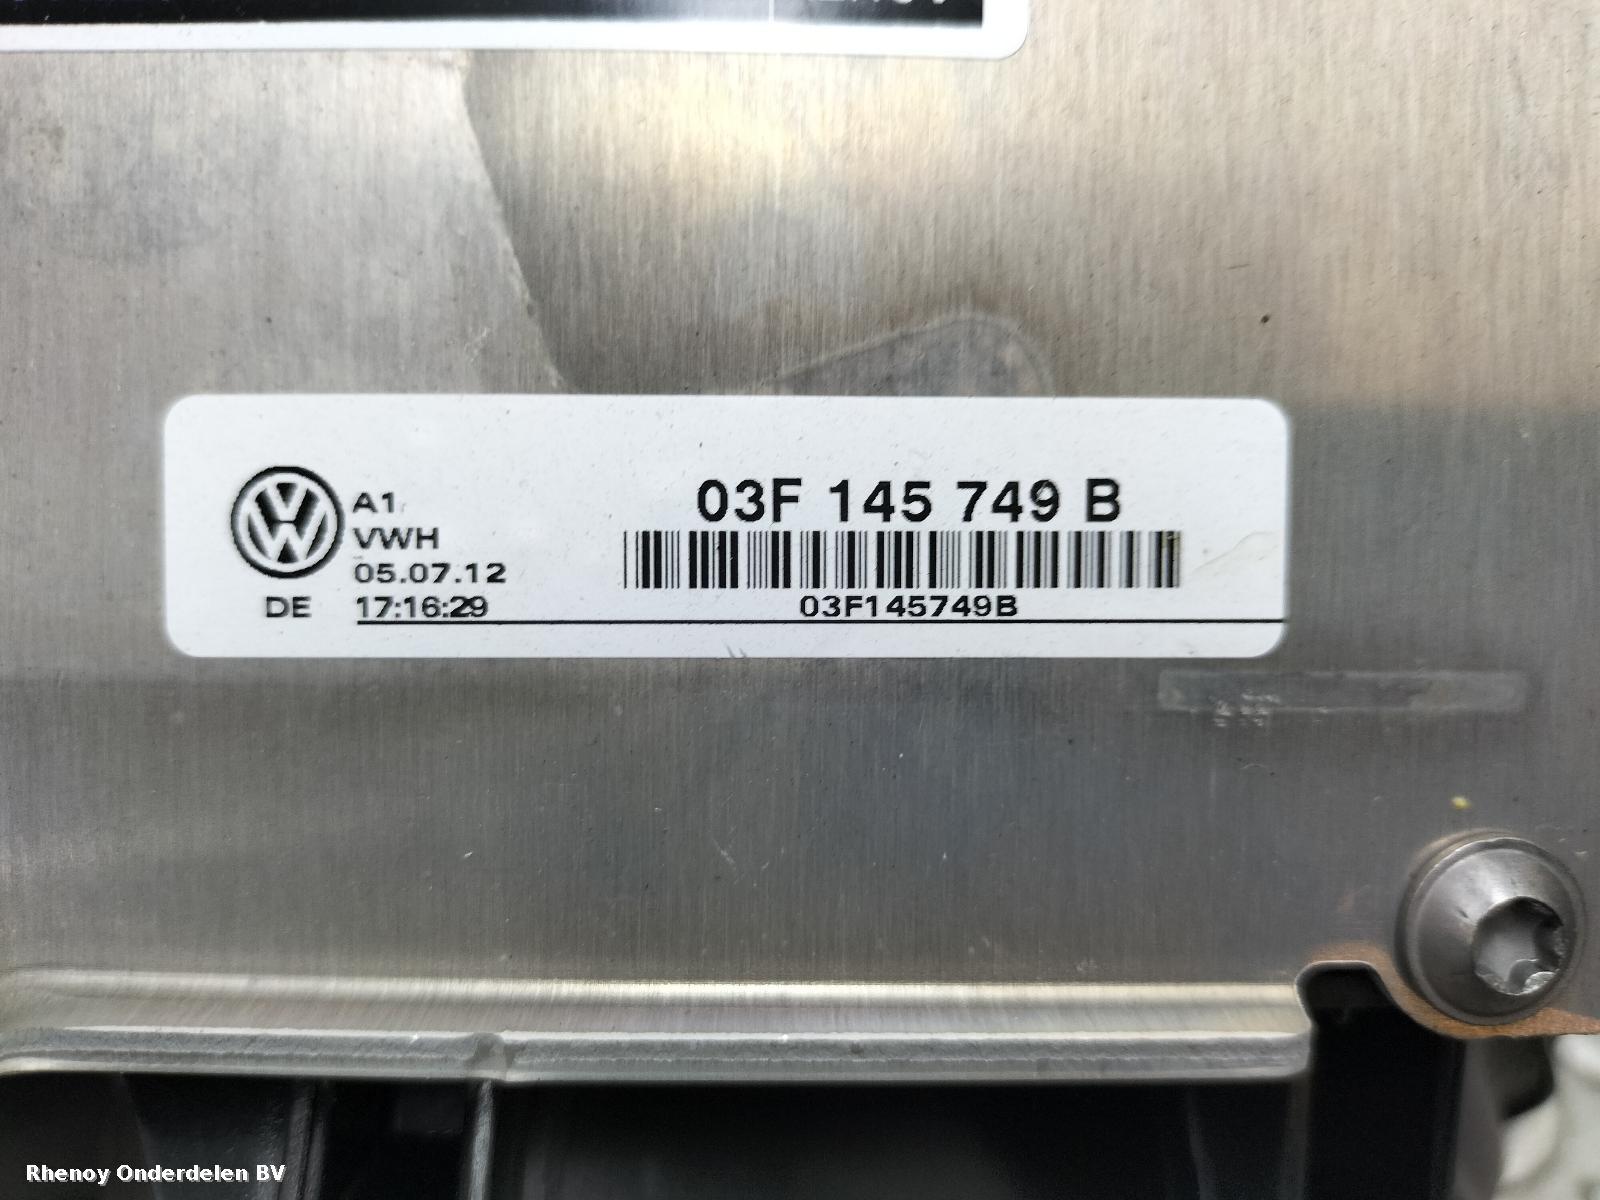 A1
VWH
05.07.12
DE 17:16:29
03F 145 749 B
03F145749B
Rhenoy Onderdelen BV